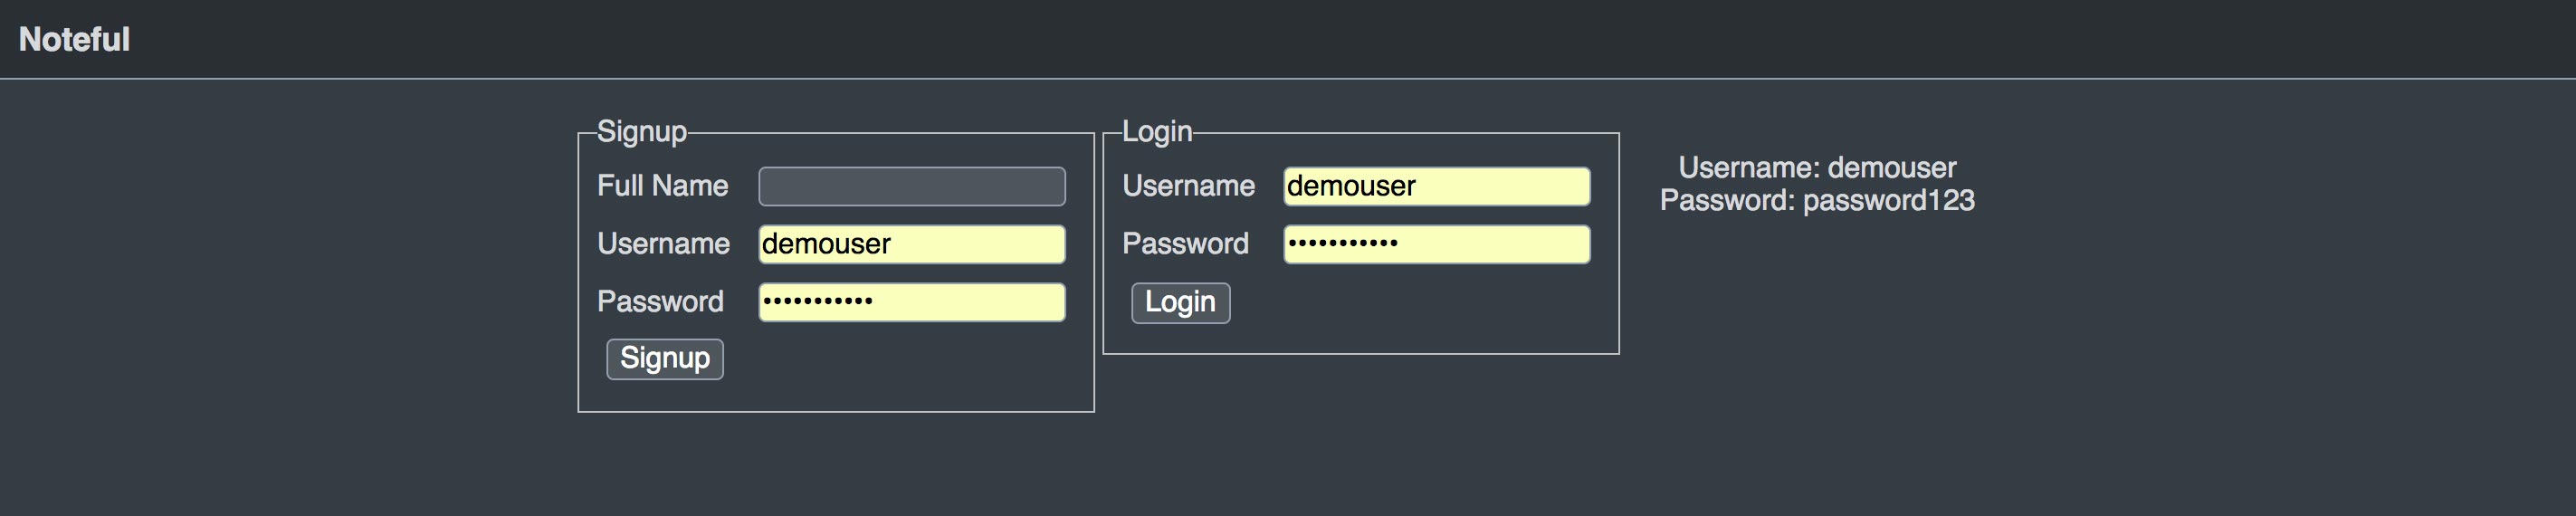 Noteful
Signup
Full Name
Username demouser
Password •••••••••••
Signup
Login
Username demouser
Password •••••••••••
Login
Username: demouser
Password: password123